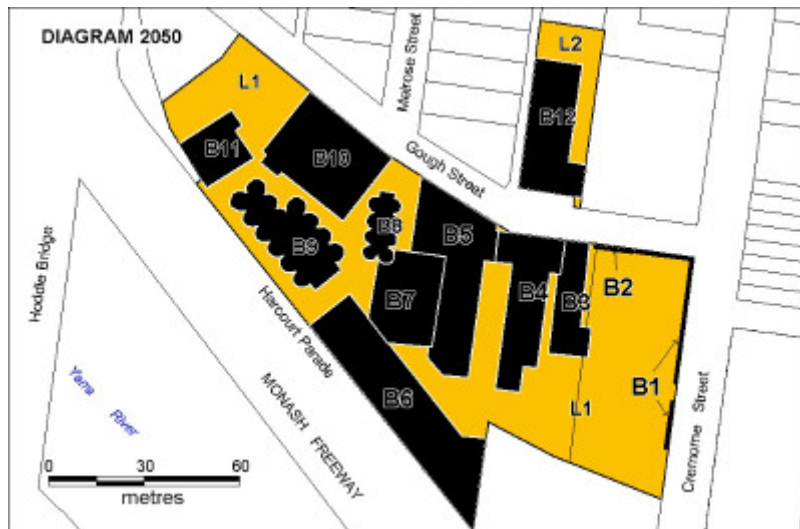 DIAGRAM 2050
L1
L2
Melrose Street
B12
B11
B10
Gough Street
B8
B5
B9
B4
B3
B2
B7
Hoddle Bridge
Harcourt Parade
B6
L1
B1
Cremorne Street
MONASH FREEWAY
Yarra River
0 30 60
metres